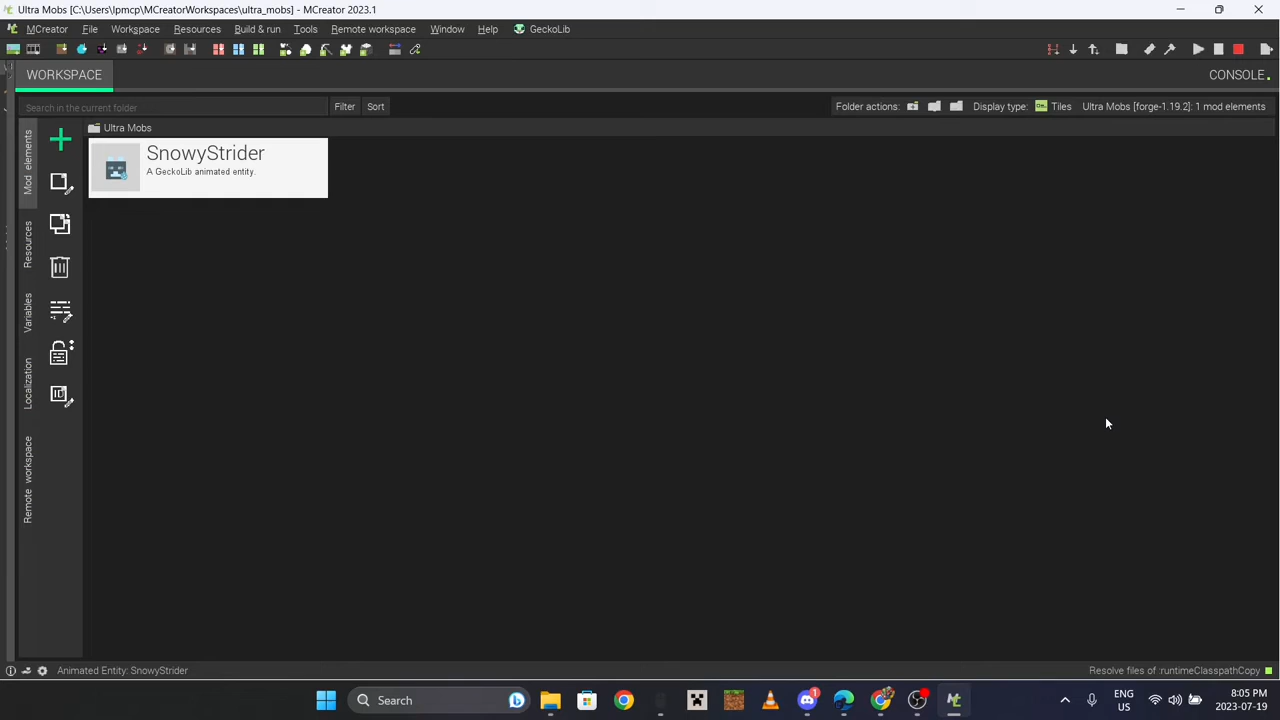 Ultra Mobs [C:\Users\lpmcp\MCreatorWorkspaces\ultra_mobs] - MCreator 2023.1
MCreator File Workspace Resources Build & run Tools Remote workspace Window Help GeckoLib
WORKSPACE
CONSOLE
Search in the current folder
Filter
Sort
Folder actions:
Display type: Tiles
Ultra Mobs [forge-1.19.2]: 1 mod elements
Ultra Mobs
SnowyStrider
A GeckoLib animated entity.
Mod elements
Resources
Variables
Localization
Remote workspace
Animated Entity: SnowyStrider
Resolve files of :runtimeClasspathCopy
Search
1
ENG
US
8:05 PM
2023-07-19